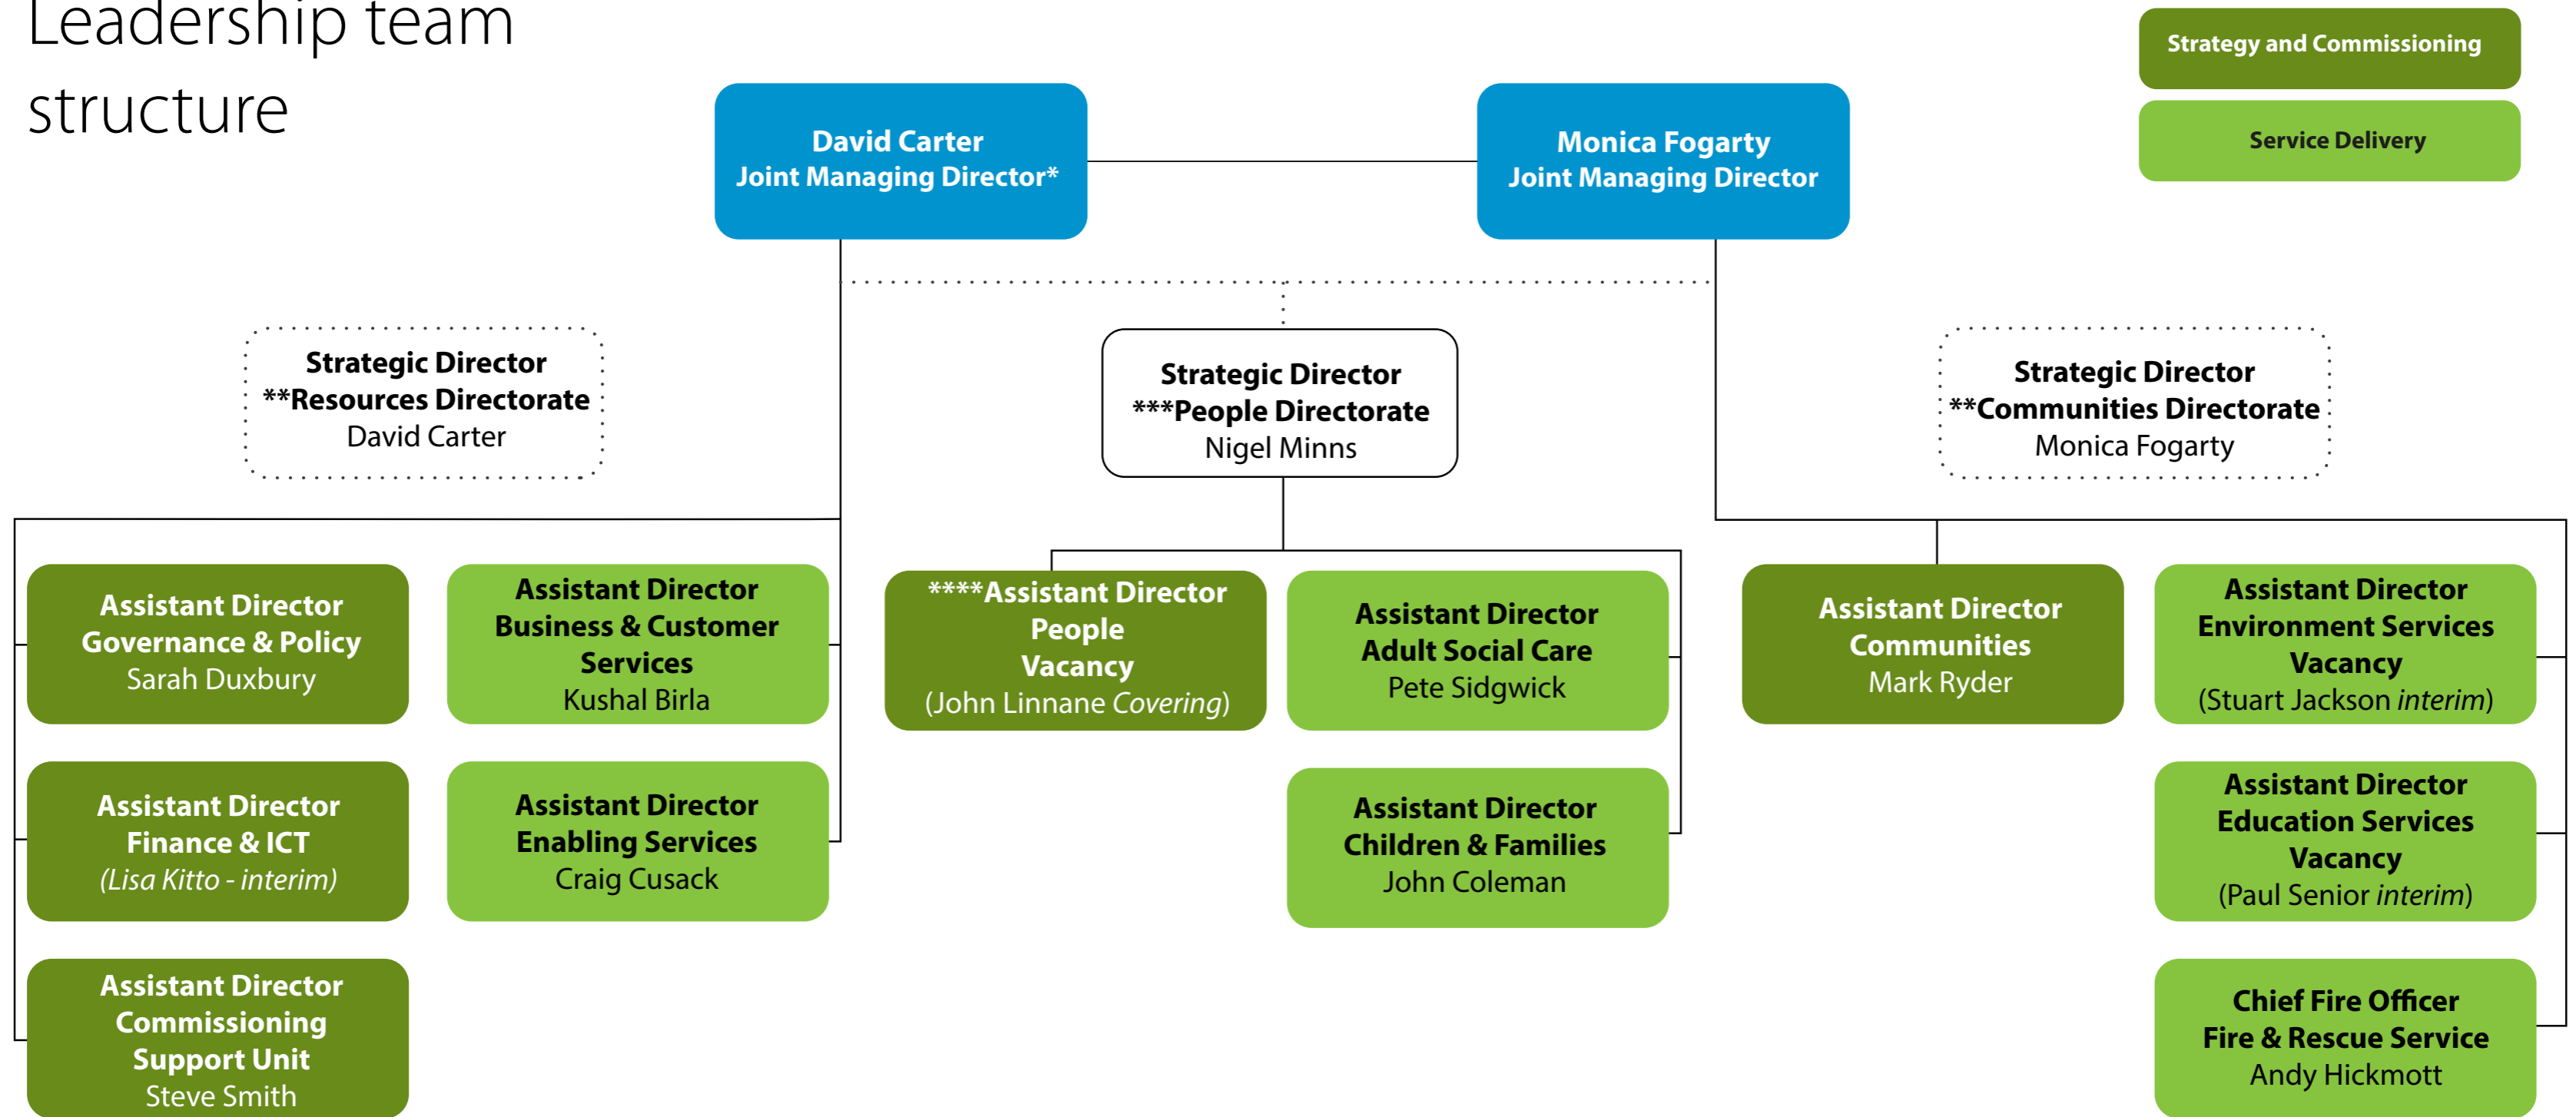 Leadership team
structure
Strategy and Commissioning
Service Delivery
David Carter
Joint Managing Director*
Monica Fogarty
Joint Managing Director
Strategic Director
**Resources Directorate
David Carter
Strategic Director
***People Directorate
Nigel Minns
Strategic Director
**Communities Directorate
Monica Fogarty
Assistant Director
Governance & Policy
Sarah Duxbury
Assistant Director
Business & Customer
Services
Kushal Birla
****Assistant Director
People
Vacancy
(John Linnane Covering)
Assistant Director
Adult Social Care
Pete Sidgwick
Assistant Director
Communities
Mark Ryder
Assistant Director
Environment Services
Vacancy
(Stuart Jackson interim)
Assistant Director
Finance & ICT
(Lisa Kitto - interim)
Assistant Director
Enabling Services
Craig Cusack
Assistant Director
Children & Families
John Coleman
Assistant Director
Education Services
Vacancy
(Paul Senior interim)
Assistant Director
Commissioning
Support Unit
Steve Smith
Chief Fire Officer
Fire & Rescue Service
Andy Hickmott